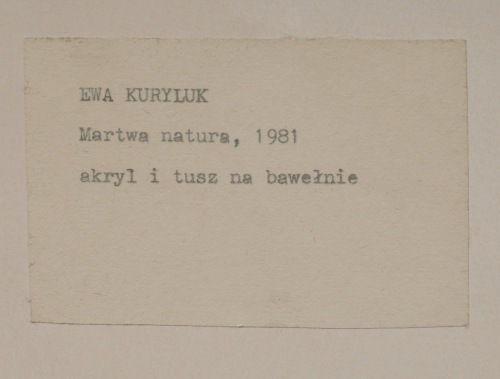 EWA KURYLUK
Martwa natura, 1981
akryl i tusz na bawełnie